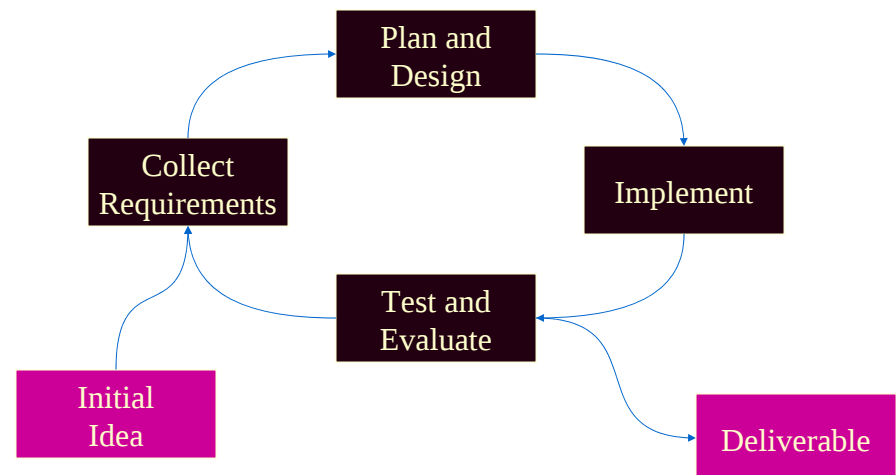 Plan and
Design
Collect
Requirements
Implement
Test and
Evaluate
Initial
Idea
Deliverable